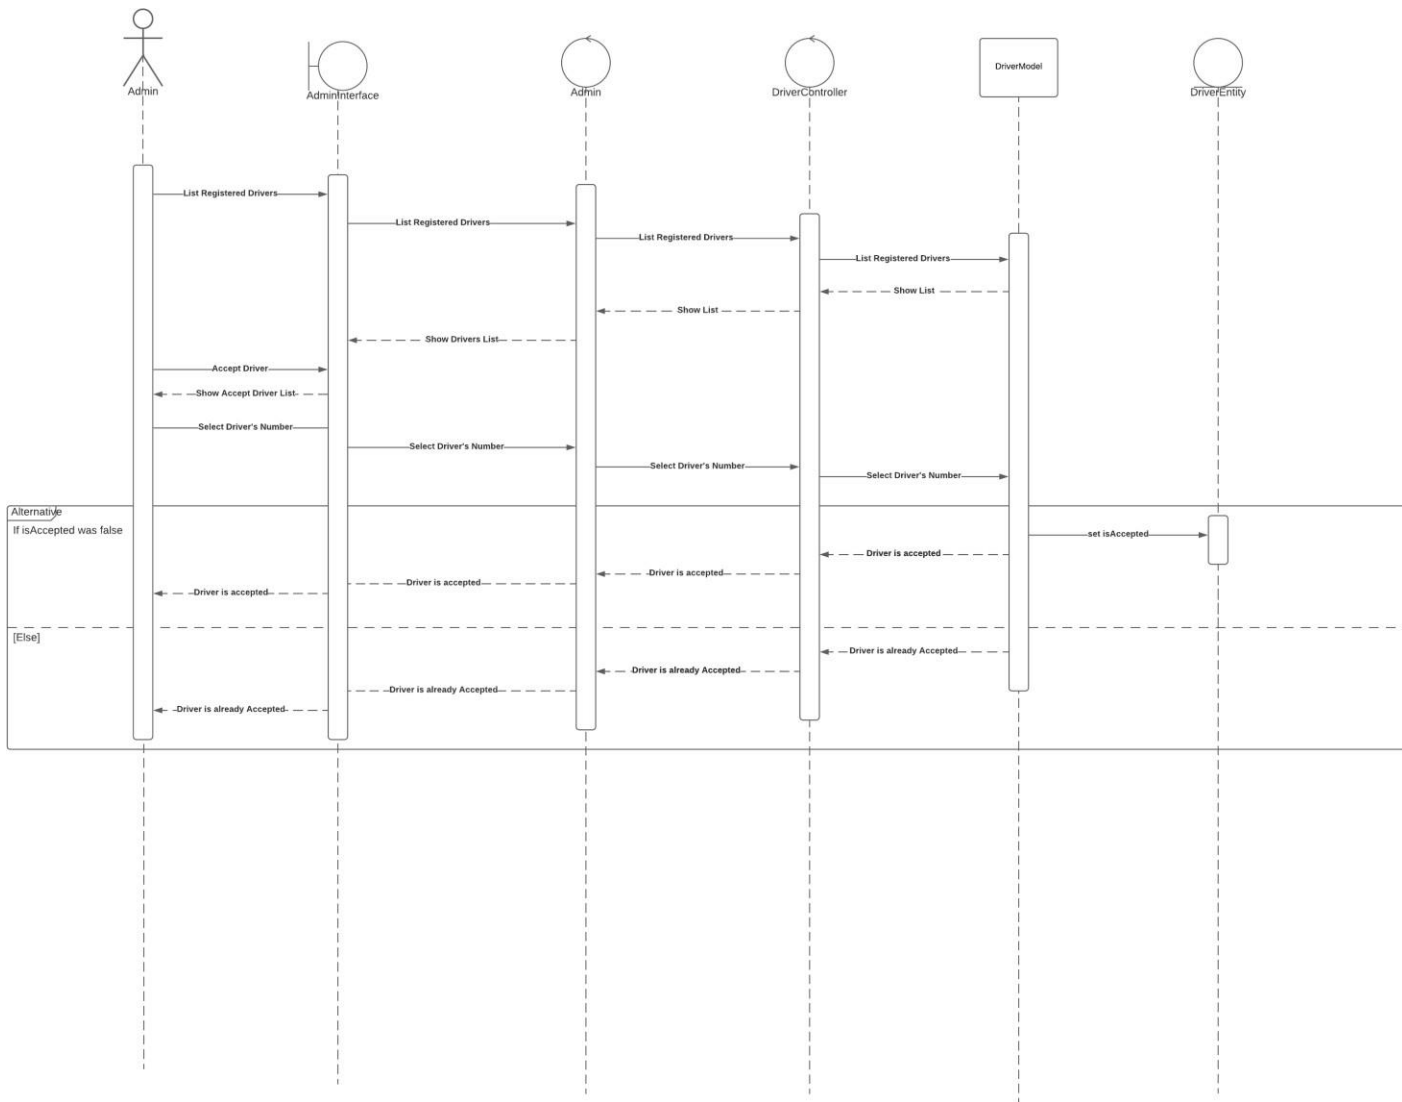 Admin
AdminInterface
Admin
DriverController
DriverModel
DriverEntity
List Registered Drivers
List Registered Drivers
List Registered Drivers
List Registered Drivers
Show List
Show List
Show Drivers List
Accept Driver
Show Accept Driver List
Select Driver's Number
Select Driver's Number
Select Driver's Number
Select Driver's Number
Alternative
If isAccepted was false
set isAccepted
Driver is accepted
Driver is accepted
Driver is accepted
Driver is accepted
[Else]
Driver is already Accepted
Driver is already Accepted
Driver is already Accepted
Driver is already Accepted